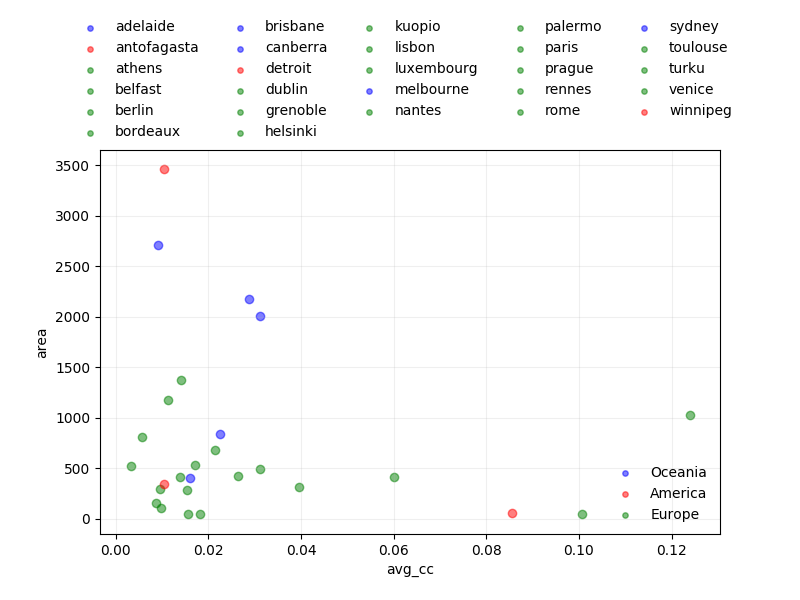 adelaide brisbane kuopio palermo sydney
antofagasta canberra lisbon paris toulouse
athens detroit luxembourg prague turku
belfast dublin melbourne rennes venice
berlin grenoble nantes rome winnipeg
bordeaux helsinki
3500
3000
2500
2000
1500
1000
500
0
area
Oceania
America
Europe
0.00 0.02 0.04 0.06 0.08 0.10 0.12
avg_cc